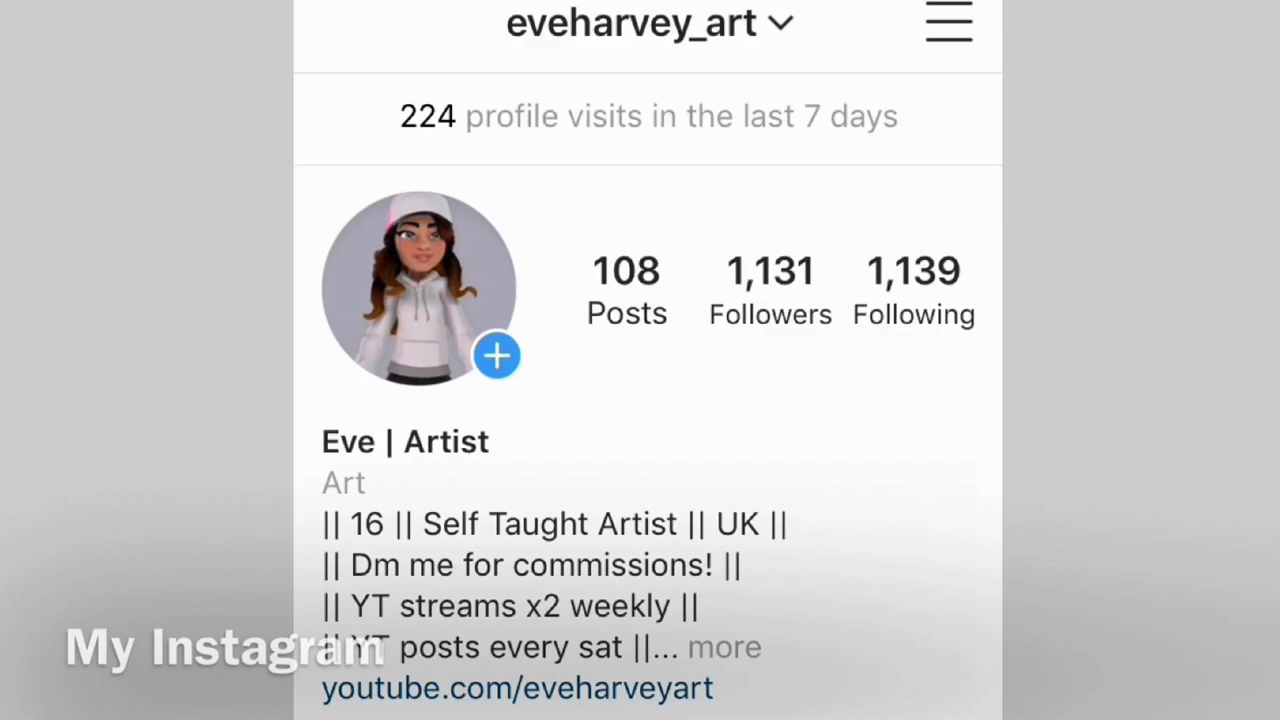 eveharvey_art
224 profile visits in the last 7 days
108 1,131 1,139
Posts Followers Following
Eve | Artist
Art
|| 16 || Self Taught Artist || UK ||
|| Dm me for commissions! ||
|| YT streams x2 weekly ||
|| YT posts every sat ||... more
My Instagram
youtube.com/eveharveyart